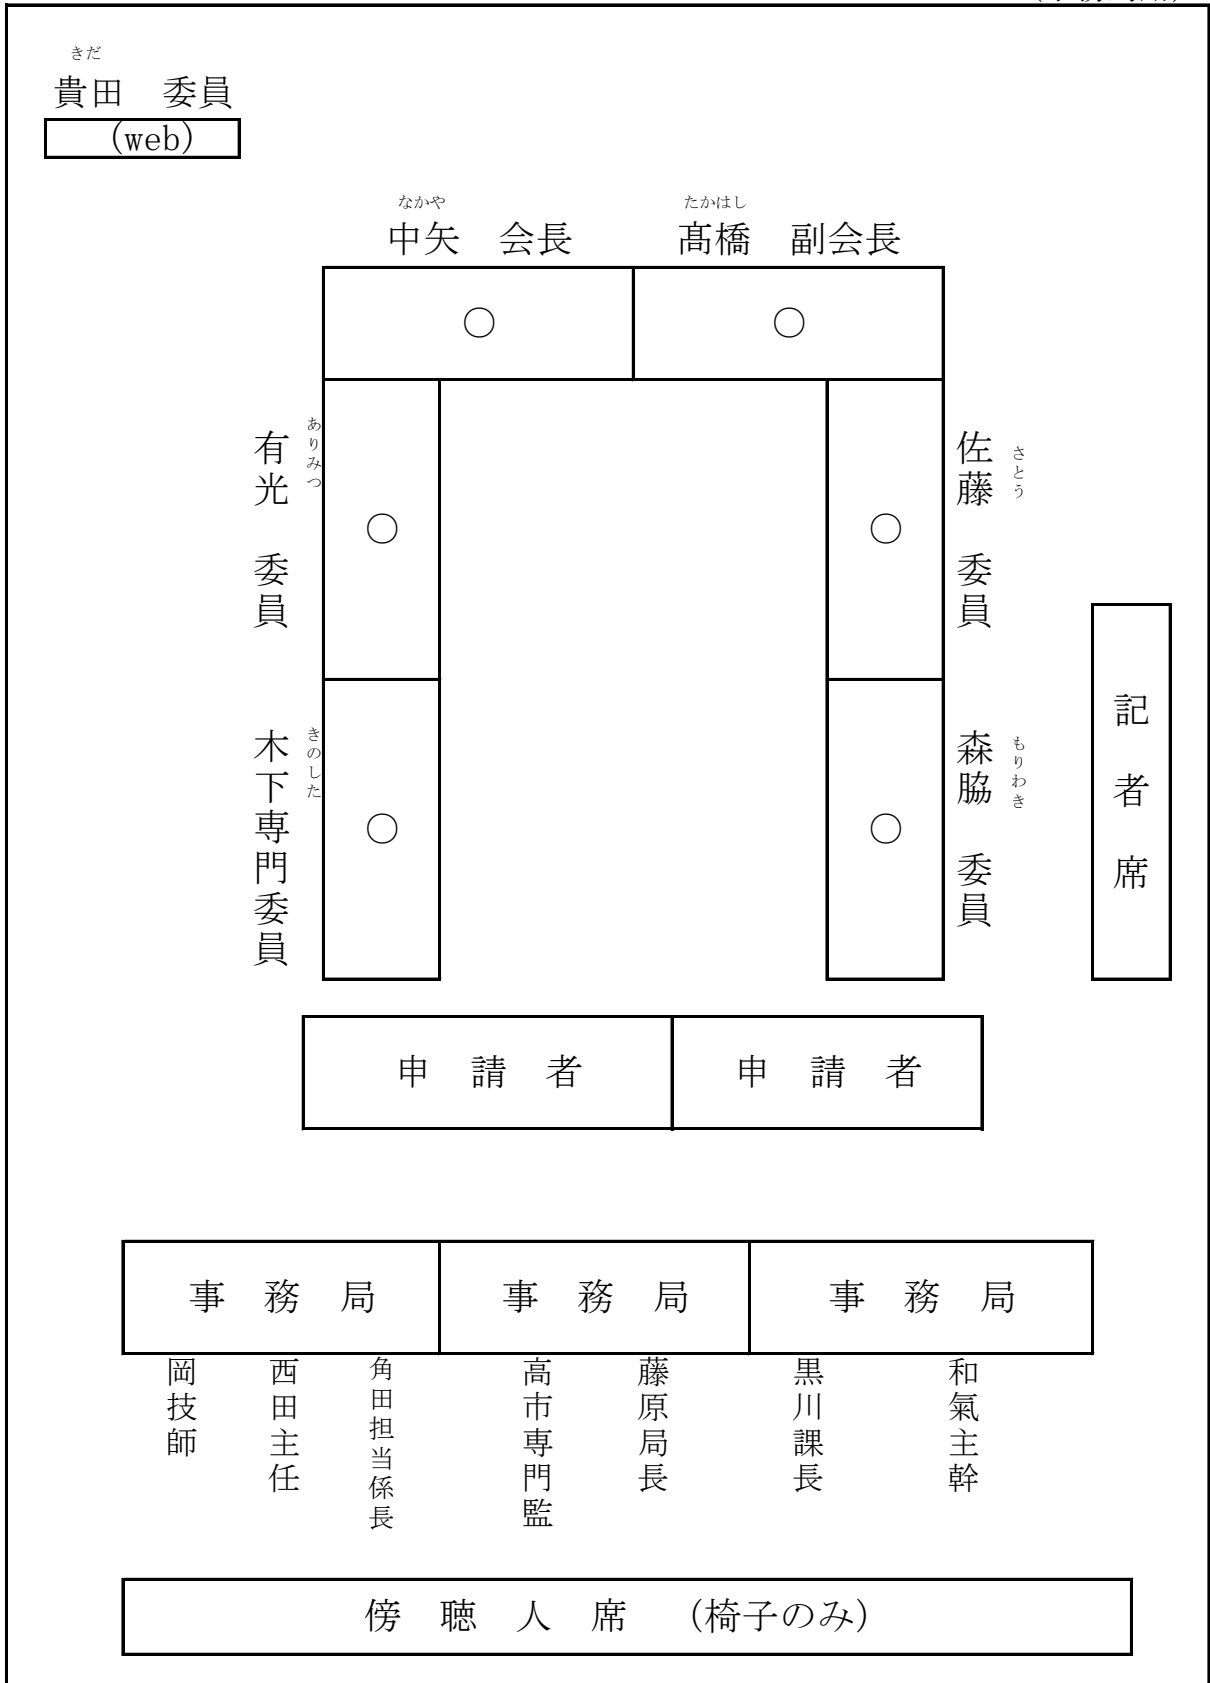 きだ
貴田　委員
(web)
なかや
中矢　会長
たかはし
髙橋　副会長
○
○
ありみつ
有光　委員
○
○
さとう
佐藤　委員
きのした
木下専門委員
○
○
もりわき
森脇　委員
記者席
申　請　者
申　請　者
事　務　局
事　務　局
事　務　局
岡技師
西田主任
角田担当係長
高市専門監
藤原局長
黒川課長
和氣主幹
傍　聴　人　席　（椅子のみ）